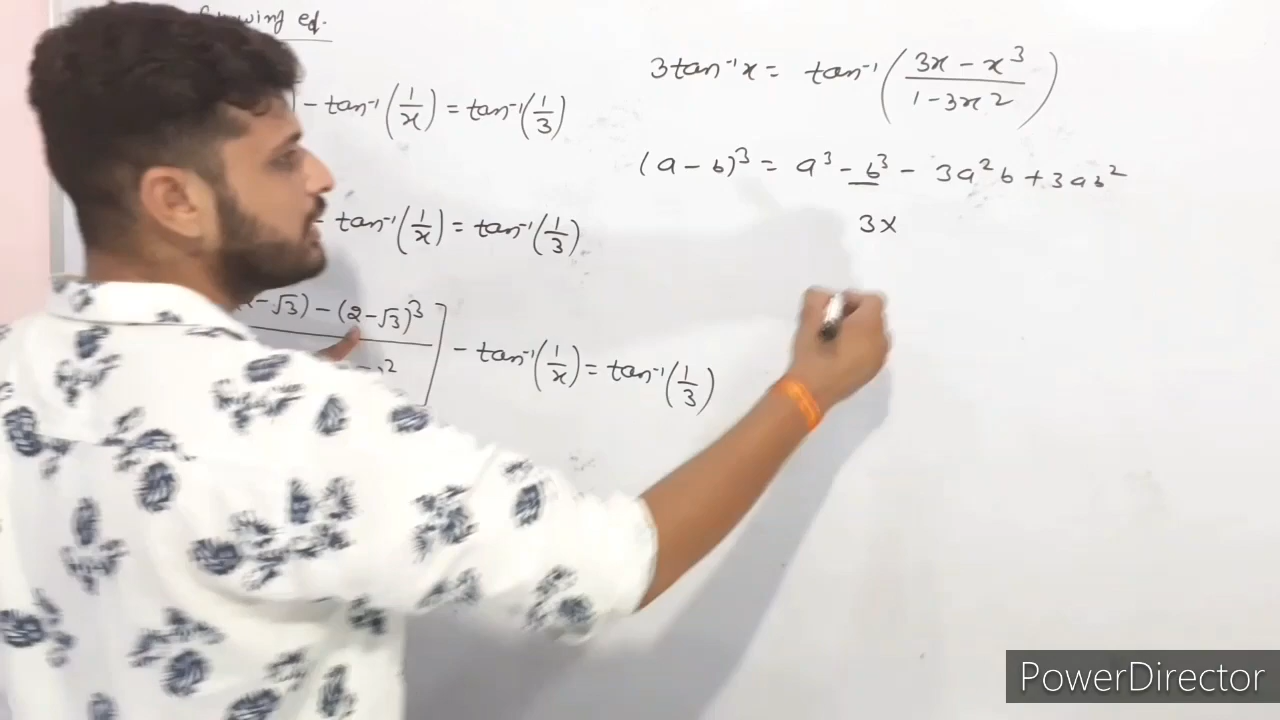 eq.
- tan⁻¹(1/x) = tan⁻¹(1/3)
- tan⁻¹(1/x) = tan⁻¹(1/3)
-√3) - (2-√3)³ ] - tan⁻¹(1/x) = tan⁻¹(1/3)
3tan⁻¹x = tan⁻¹((3x - x³)/(1 - 3x2))
(a - b)³ = a³ - b³ - 3a²b + 3ab²
3x
PowerDirector